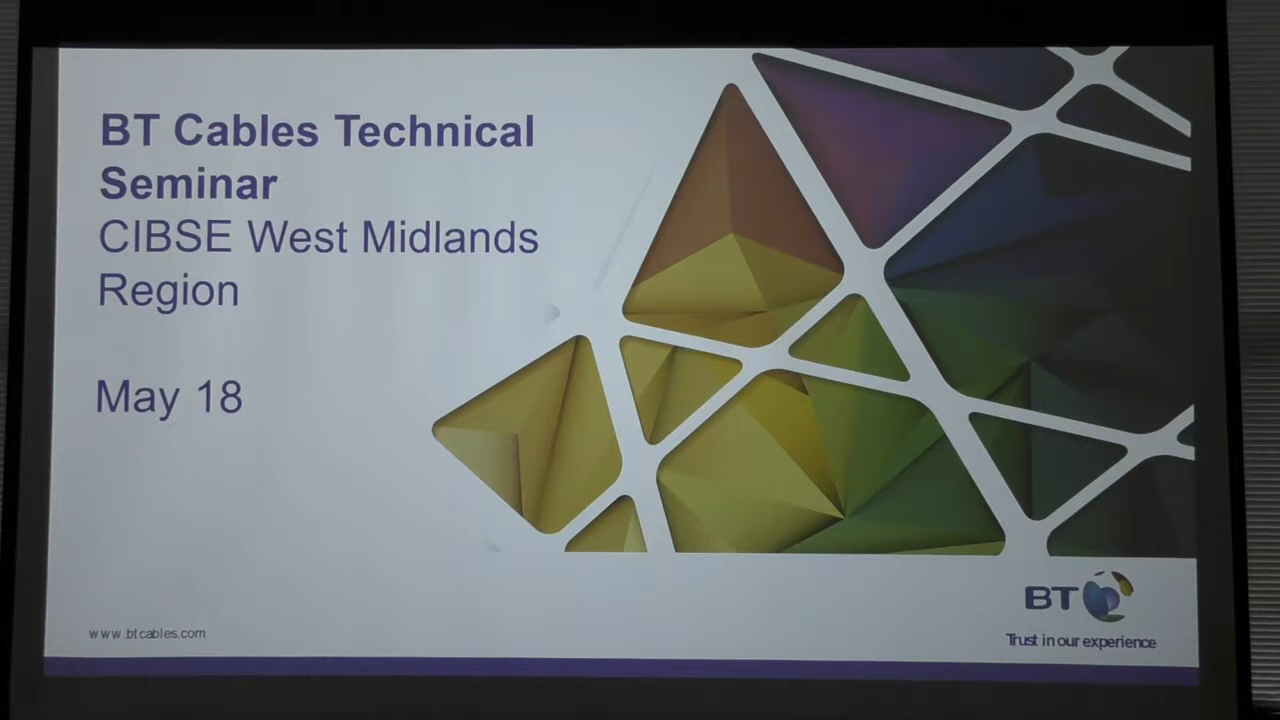 BT Cables Technical
Seminar
CIBSE West Midlands
Region
May 18
www.btcables.com
BT
Trust in our experience